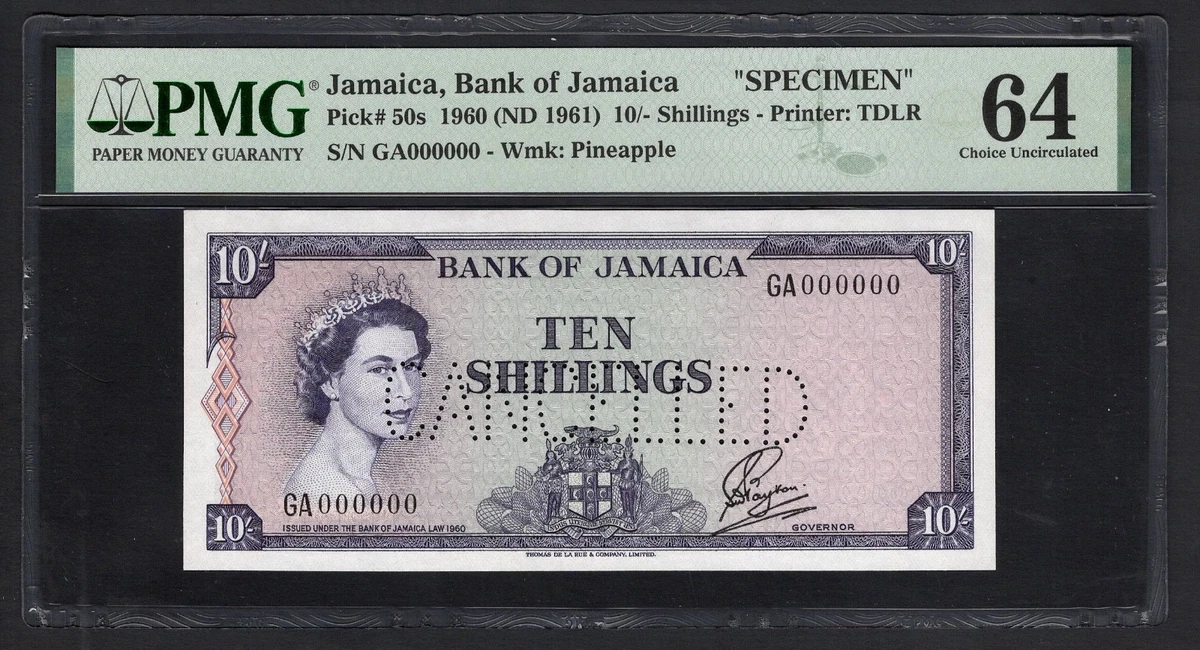 PMG®
PAPER MONEY GUARANTY
Jamaica, Bank of Jamaica "SPECIMEN"
Pick# 50s 1960 (ND 1961) 10/- Shillings - Printer: TDLR
S/N GA000000 - Wmk: Pineapple
64
Choice Uncirculated
10/-
10/-
BANK OF JAMAICA
GA000000
TEN
SHILLINGS
CANCELLED
GA000000
ISSUED UNDER THE BANK OF JAMAICA LAW 1960
GOVERNOR
10/-
10/-
THOMAS DE LA RUE & COMPANY, LIMITED.